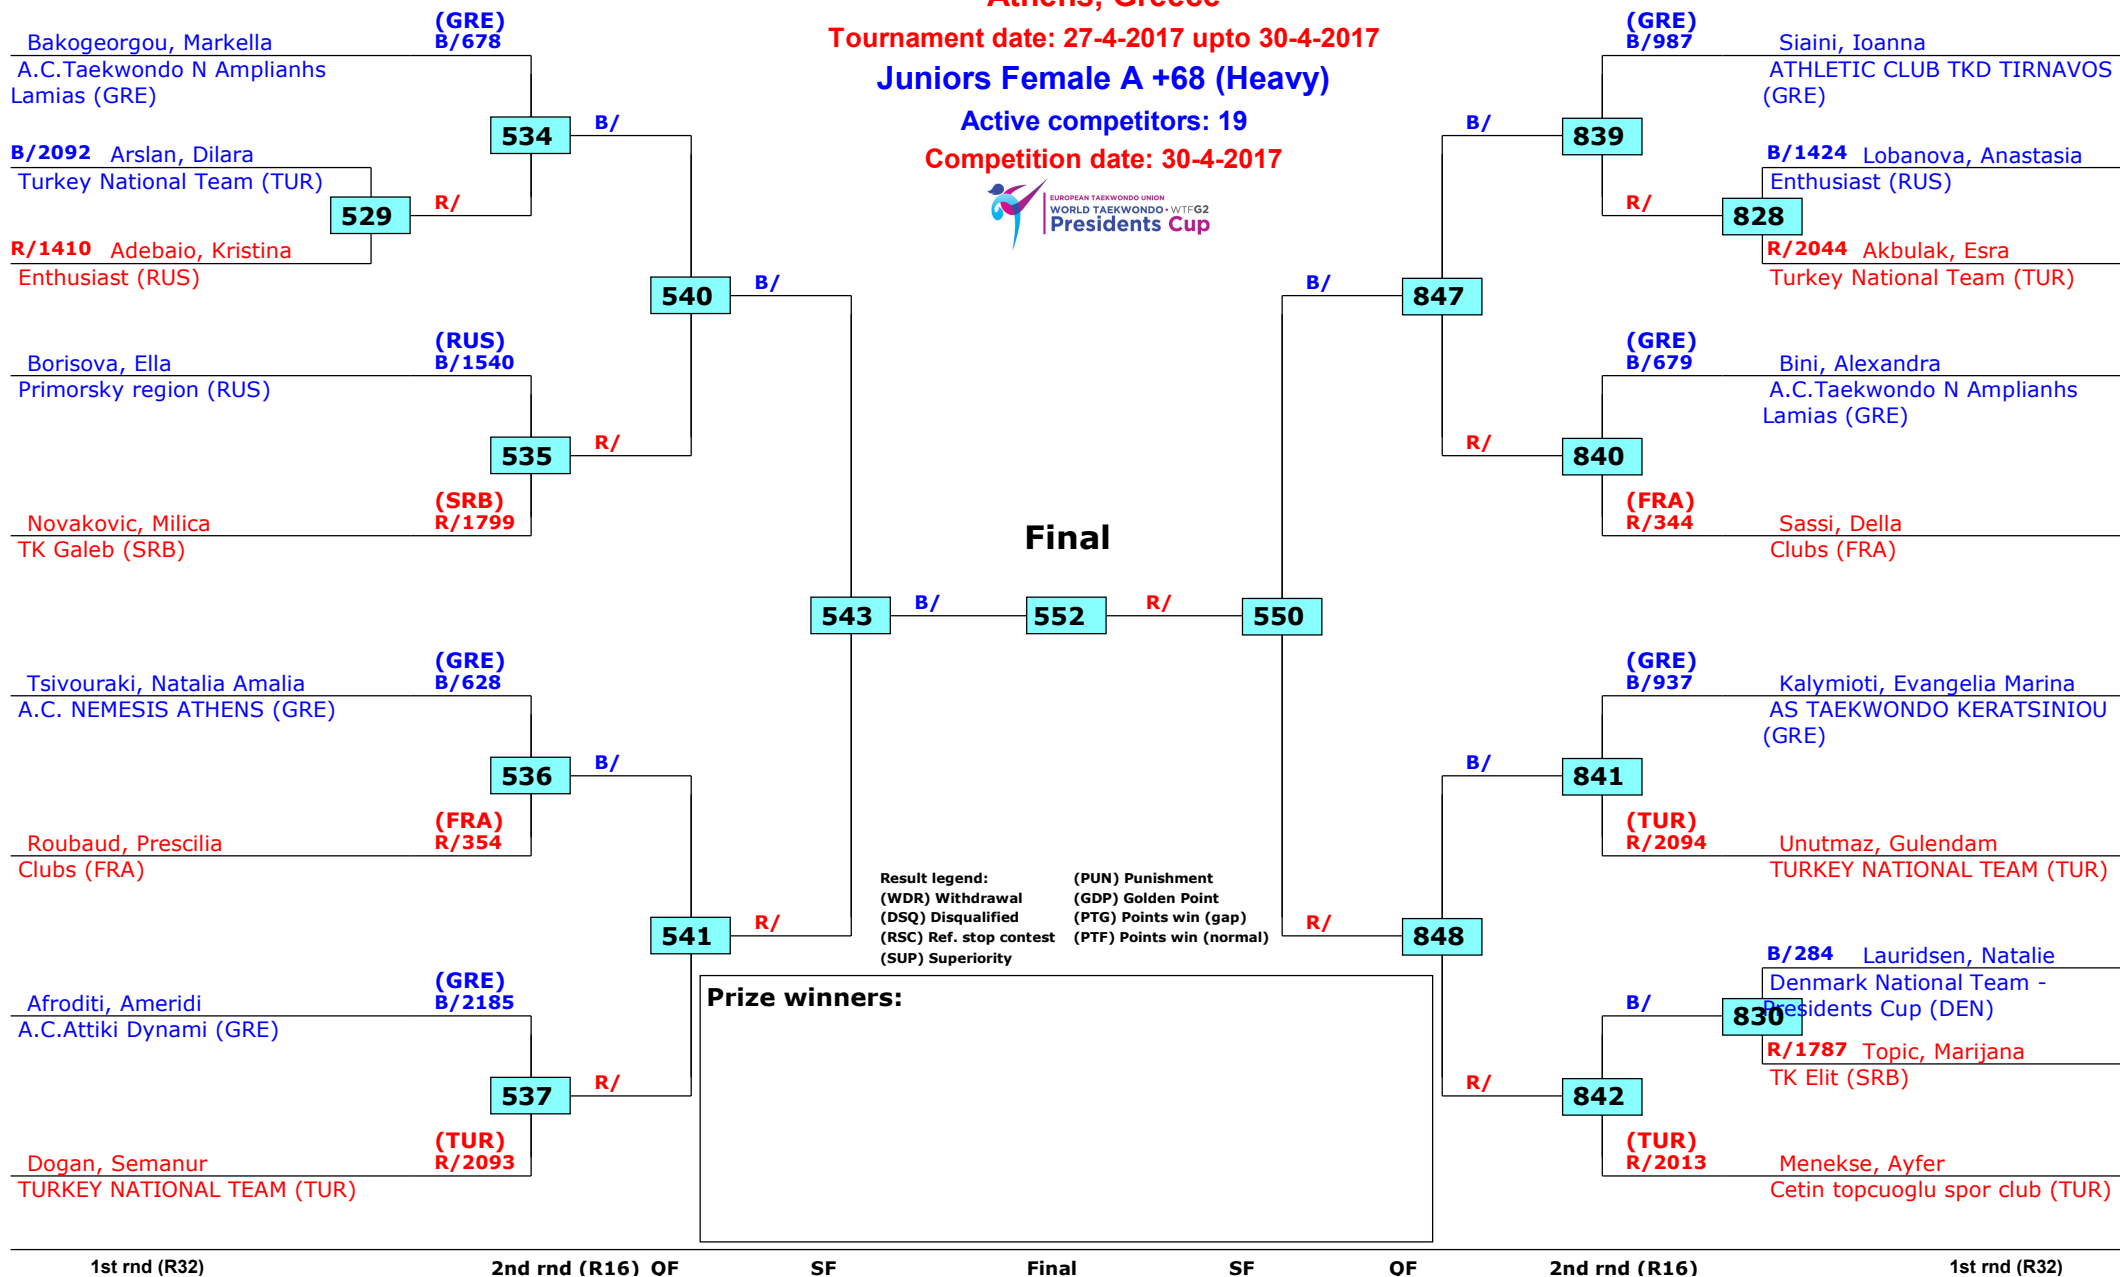 Athens, Greece
Tournament date: 27-4-2017 upto 30-4-2017
Juniors Female A +68 (Heavy)
Active competitors: 19
Competition date: 30-4-2017
EUROPEAN TAEKWONDO UNION
WORLD TAEKWONDO • WTFG2
Presidents Cup
(GRE)
Bakogeorgou, Markella B/678
A.C.Taekwondo N Amplianhs
Lamias (GRE)
534 B/
B/2092 Arslan, Dilara
Turkey National Team (TUR)
529 R/
R/1410 Adebaio, Kristina
Enthusiast (RUS)
540 B/
(RUS)
Borisova, Ella B/1540
Primorsky region (RUS)
535 R/
(SRB)
Novakovic, Milica R/1799
TK Galeb (SRB)
543 B/
(GRE)
Tsivouraki, Natalia Amalia B/628
A.C. NEMESIS ATHENS (GRE)
536 B/
(FRA)
Roubaud, Prescilia R/354
Clubs (FRA)
541 R/
(GRE)
Afroditi, Ameridi B/2185
A.C.Attiki Dynami (GRE)
537 R/
(TUR)
Dogan, Semanur R/2093
TURKEY NATIONAL TEAM (TUR)
Final
552
(GRE)
B/987 Siaini, Ioanna
ATHLETIC CLUB TKD TIRNAVOS
(GRE)
B/ 839
B/1424 Lobanova, Anastasia
Enthusiast (RUS)
R/ 828
R/2044 Akbulak, Esra
Turkey National Team (TUR)
B/ 847
(GRE)
B/679 Bini, Alexandra
A.C.Taekwondo N Amplianhs
Lamias (GRE)
R/ 840
(FRA)
R/344 Sassi, Della
Clubs (FRA)
R/ 550
(GRE)
B/937 Kalymioti, Evangelia Marina
AS TAEKWONDO KERATSINIOU
(GRE)
B/ 841
(TUR)
R/2094 Unutmaz, Gulendam
TURKEY NATIONAL TEAM (TUR)
R/ 848
B/284 Lauridsen, Natalie
Denmark National Team -
Presidents Cup (DEN)
B/ 830
R/1787 Topic, Marijana
TK Elit (SRB)
R/ 842
(TUR)
R/2013 Menekse, Ayfer
Cetin topcuoglu spor club (TUR)
Result legend: (PUN) Punishment
(WDR) Withdrawal (GDP) Golden Point
(DSQ) Disqualified (PTG) Points win (gap)
(RSC) Ref. stop contest (PTF) Points win (normal)
(SUP) Superiority
Prize winners:
1st rnd (R32) 2nd rnd (R16) QF SF Final SF QF 2nd rnd (R16) 1st rnd (R32)